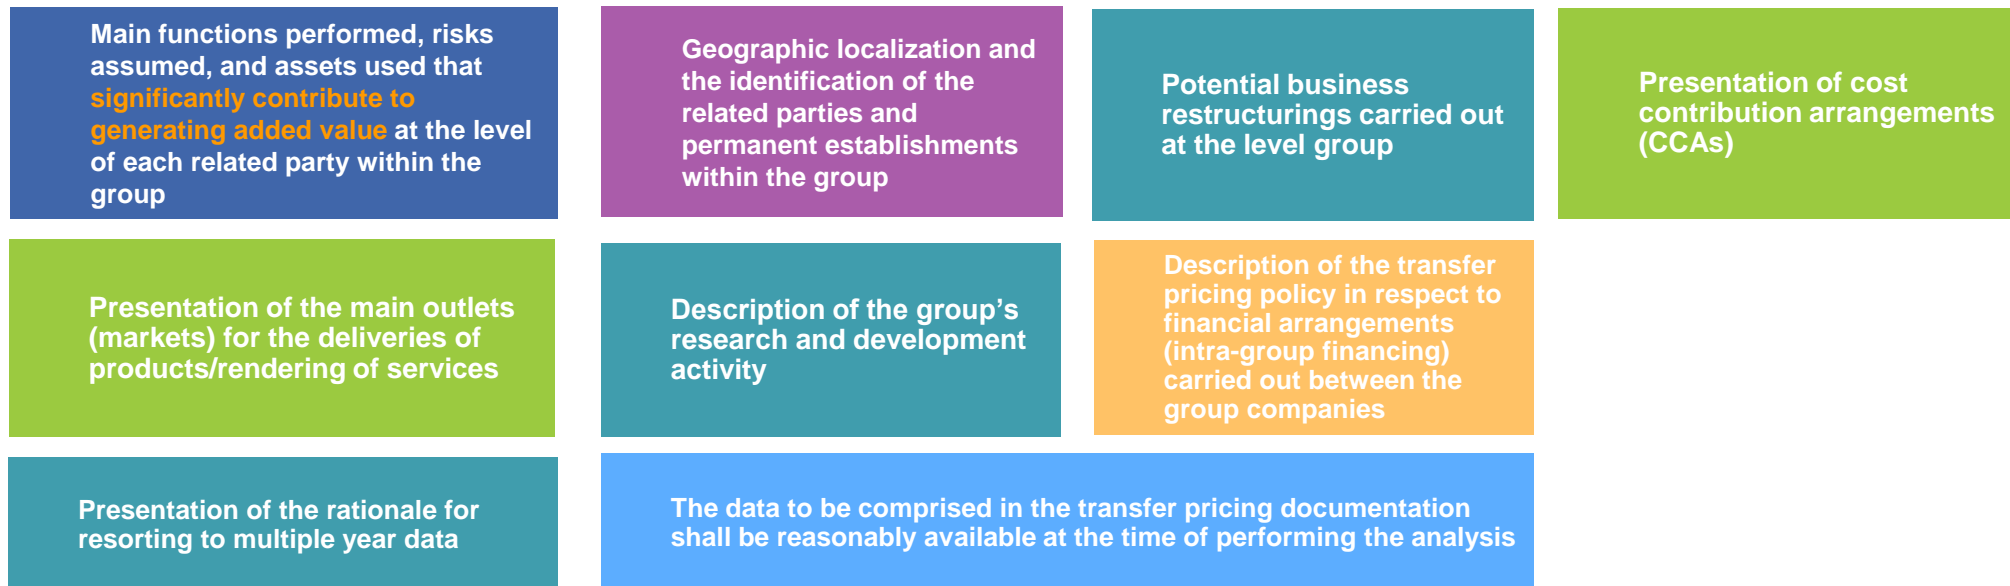 Main functions performed, risks
assumed, and assets used that
significantly contribute to
generating added value at the level
of each related party within the
group
Geographic localization and
the identification of the
related parties and
permanent establishments
within the group
Potential business
restructurings carried out
at the level group
Presentation of cost
contribution arrangements
(CCAs)
Presentation of the main outlets
(markets) for the deliveries of
products/rendering of services
Description of the group’s
research and development
activity
Description of the transfer
pricing policy in respect to
financial arrangements
(intra-group financing)
carried out between the
group companies
Presentation of the rationale for
resorting to multiple year data
The data to be comprised in the transfer pricing documentation
shall be reasonably available at the time of performing the analysis